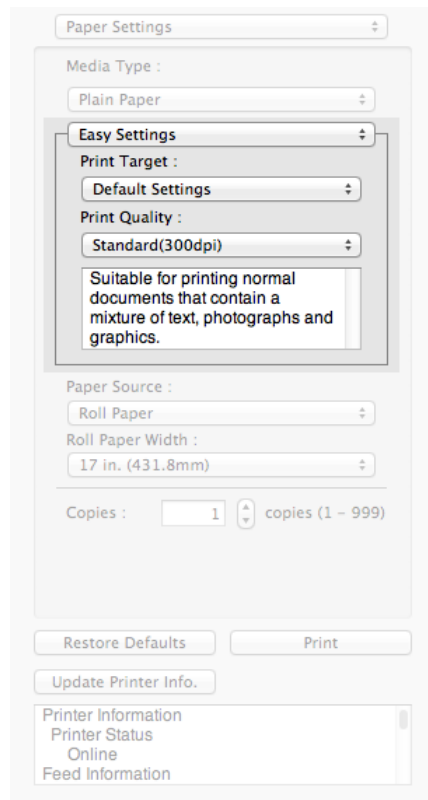 Paper Settings
Media Type :
Plain Paper
Easy Settings
Print Target :
Default Settings
Print Quality :
Standard(300dpi)
Suitable for printing normal
documents that contain a
mixture of text, photographs and
graphics.
Paper Source :
Roll Paper
Roll Paper Width :
17 in. (431.8mm)
Copies : 1 copies (1 – 999)
Restore Defaults Print
Update Printer Info.
Printer Information
Printer Status
Online
Feed Information